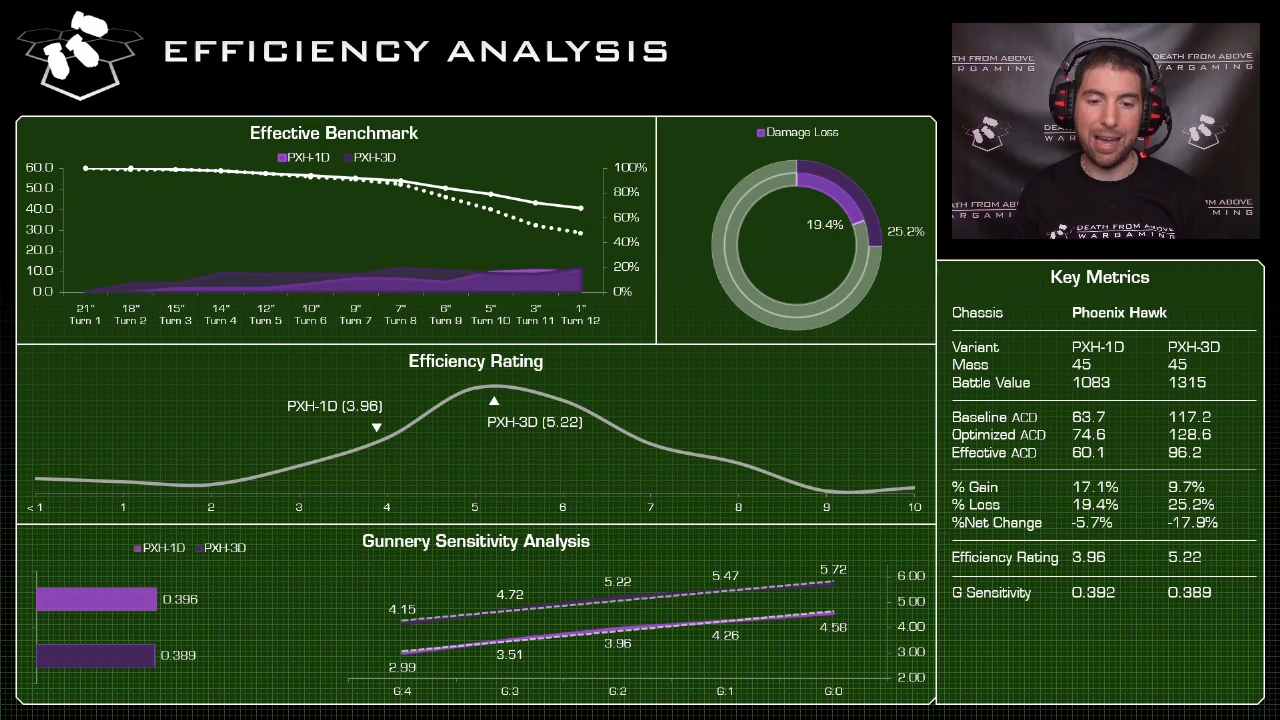 EFFICIENCY ANALYSIS
Effective Benchmark
PXH-1D PXH-3D
60.0
50.0
40.0
30.0
20.0
10.0
0.0
100%
80%
60%
40%
20%
0%
21" 18" 15" 14" 12" 10" 9" 7" 6" 5" 3" 1"
Turn 1 Turn 2 Turn 3 Turn 4 Turn 5 Turn 6 Turn 7 Turn 8 Turn 9 Turn 10 Turn 11 Turn 12
Damage Loss
19.4%
25.2%
DEATH FROM ABOVE
WARGAMING
Efficiency Rating
PXH-1D (3.96)
PXH-3D (5.22)
<1 1 2 3 4 5 6 7 8 9 10
Gunnery Sensitivity Analysis
PXH-1D PXH-3D
0.396
0.389
4.15 4.72 5.22 5.47 5.72
2.99 3.51 3.96 4.26 4.58
6.00
5.00
4.00
3.00
2.00
G:4 G:3 G:2 G:1 G:0
Key Metrics
Chassis Phoenix Hawk
Variant PXH-1D PXH-3D
Mass 45 45
Battle Value 1083 1315
Baseline ACD 63.7 117.2
Optimized ACD 74.6 128.6
Effective ACD 60.1 96.2
% Gain 17.1% 9.7%
% Loss 19.4% 25.2%
%Net Change -5.7% -17.9%
Efficiency Rating 3.96 5.22
G Sensitivity 0.392 0.389